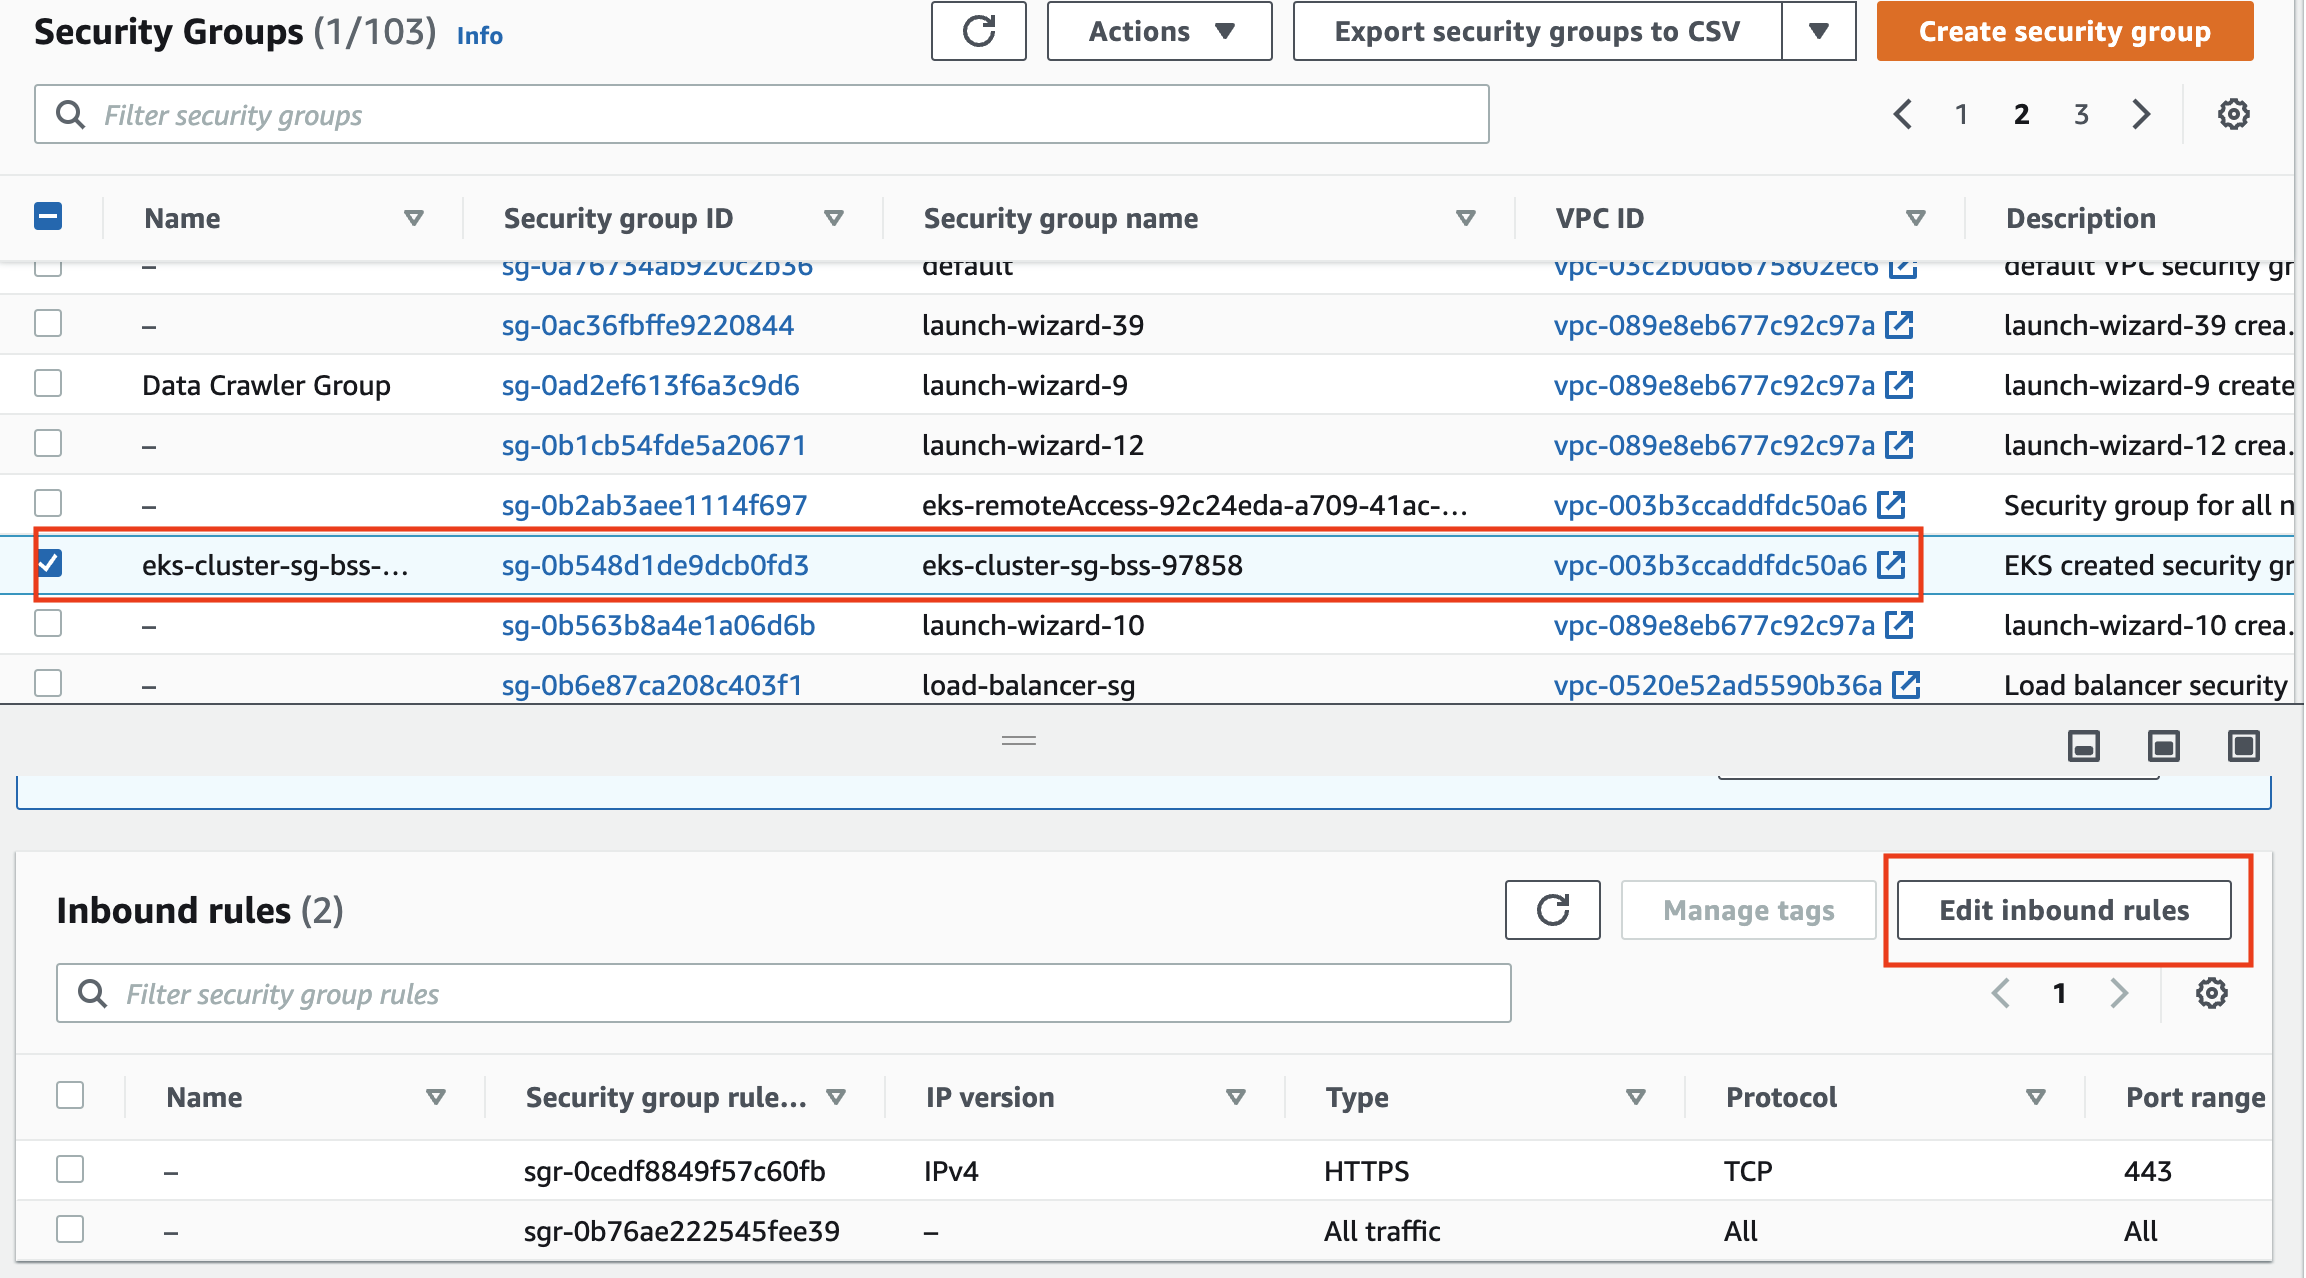 Security Groups (1/103) Info
Actions
Export security groups to CSV
Create security group
Filter security groups
1 2 3
Name Security group ID Security group name VPC ID Description
– sg-0a76734ab920c2b36 default vpc-03c2b0d6675802ec6 default VPC security gr
– sg-0ac36fbffe9220844 launch-wizard-39 vpc-089e8eb677c92c97a launch-wizard-39 crea.
Data Crawler Group sg-0ad2ef613f6a3c9d6 launch-wizard-9 vpc-089e8eb677c92c97a launch-wizard-9 create
– sg-0b1cb54fde5a20671 launch-wizard-12 vpc-089e8eb677c92c97a launch-wizard-12 crea.
– sg-0b2ab3aee1114f697 eks-remoteAccess-92c24eda-a709-41ac-... vpc-003b3ccaddfdc50a6 Security group for all n
eks-cluster-sg-bss-... sg-0b548d1de9dcb0fd3 eks-cluster-sg-bss-97858 vpc-003b3ccaddfdc50a6 EKS created security gr
– sg-0b563b8a4e1a06d6b launch-wizard-10 vpc-089e8eb677c92c97a launch-wizard-10 crea.
– sg-0b6e87ca208c403f1 load-balancer-sg vpc-0520e52ad5590b36a Load balancer security
Inbound rules (2)
Manage tags
Edit inbound rules
Filter security group rules
1
Name Security group rule... IP version Type Protocol Port range
– sgr-0cedf8849f57c60fb IPv4 HTTPS TCP 443
– sgr-0b76ae222545fee39 – All traffic All All